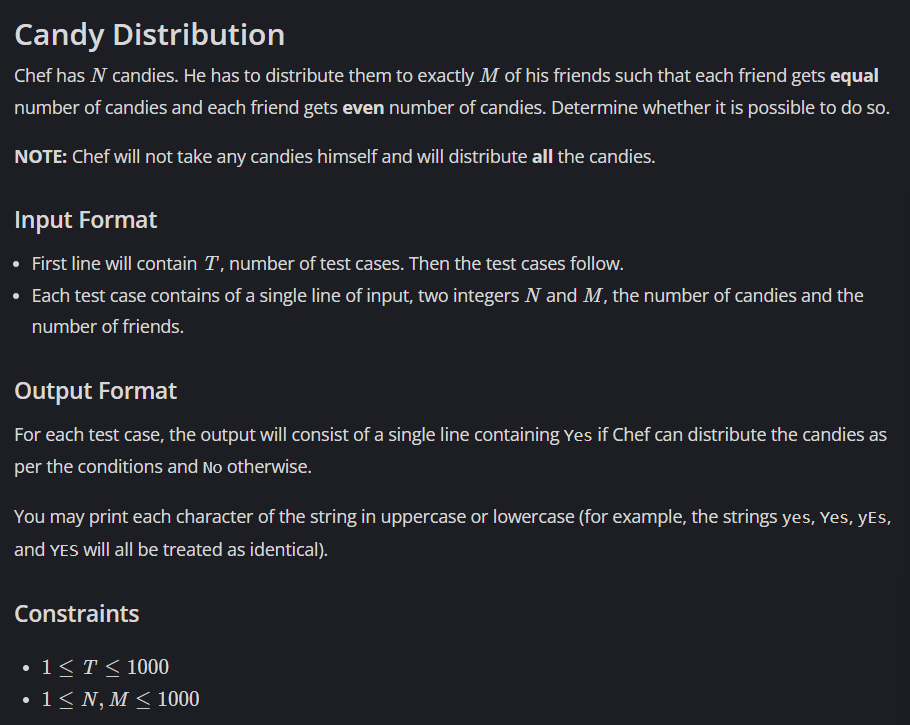 Candy Distribution
Chef has N candies. He has to distribute them to exactly M of his friends such that each friend gets equal
number of candies and each friend gets even number of candies. Determine whether it is possible to do so.
NOTE: Chef will not take any candies himself and will distribute all the candies.
Input Format
• First line will contain T, number of test cases. Then the test cases follow.
• Each test case contains of a single line of input, two integers N and M, the number of candies and the
number of friends.
Output Format
For each test case, the output will consist of a single line containing Yes if Chef can distribute the candies as
per the conditions and No otherwise.
You may print each character of the string in uppercase or lowercase (for example, the strings yes, Yes, yEs,
and YES will all be treated as identical).
Constraints
• 1 ≤ T ≤ 1000
• 1 ≤ N, M ≤ 1000